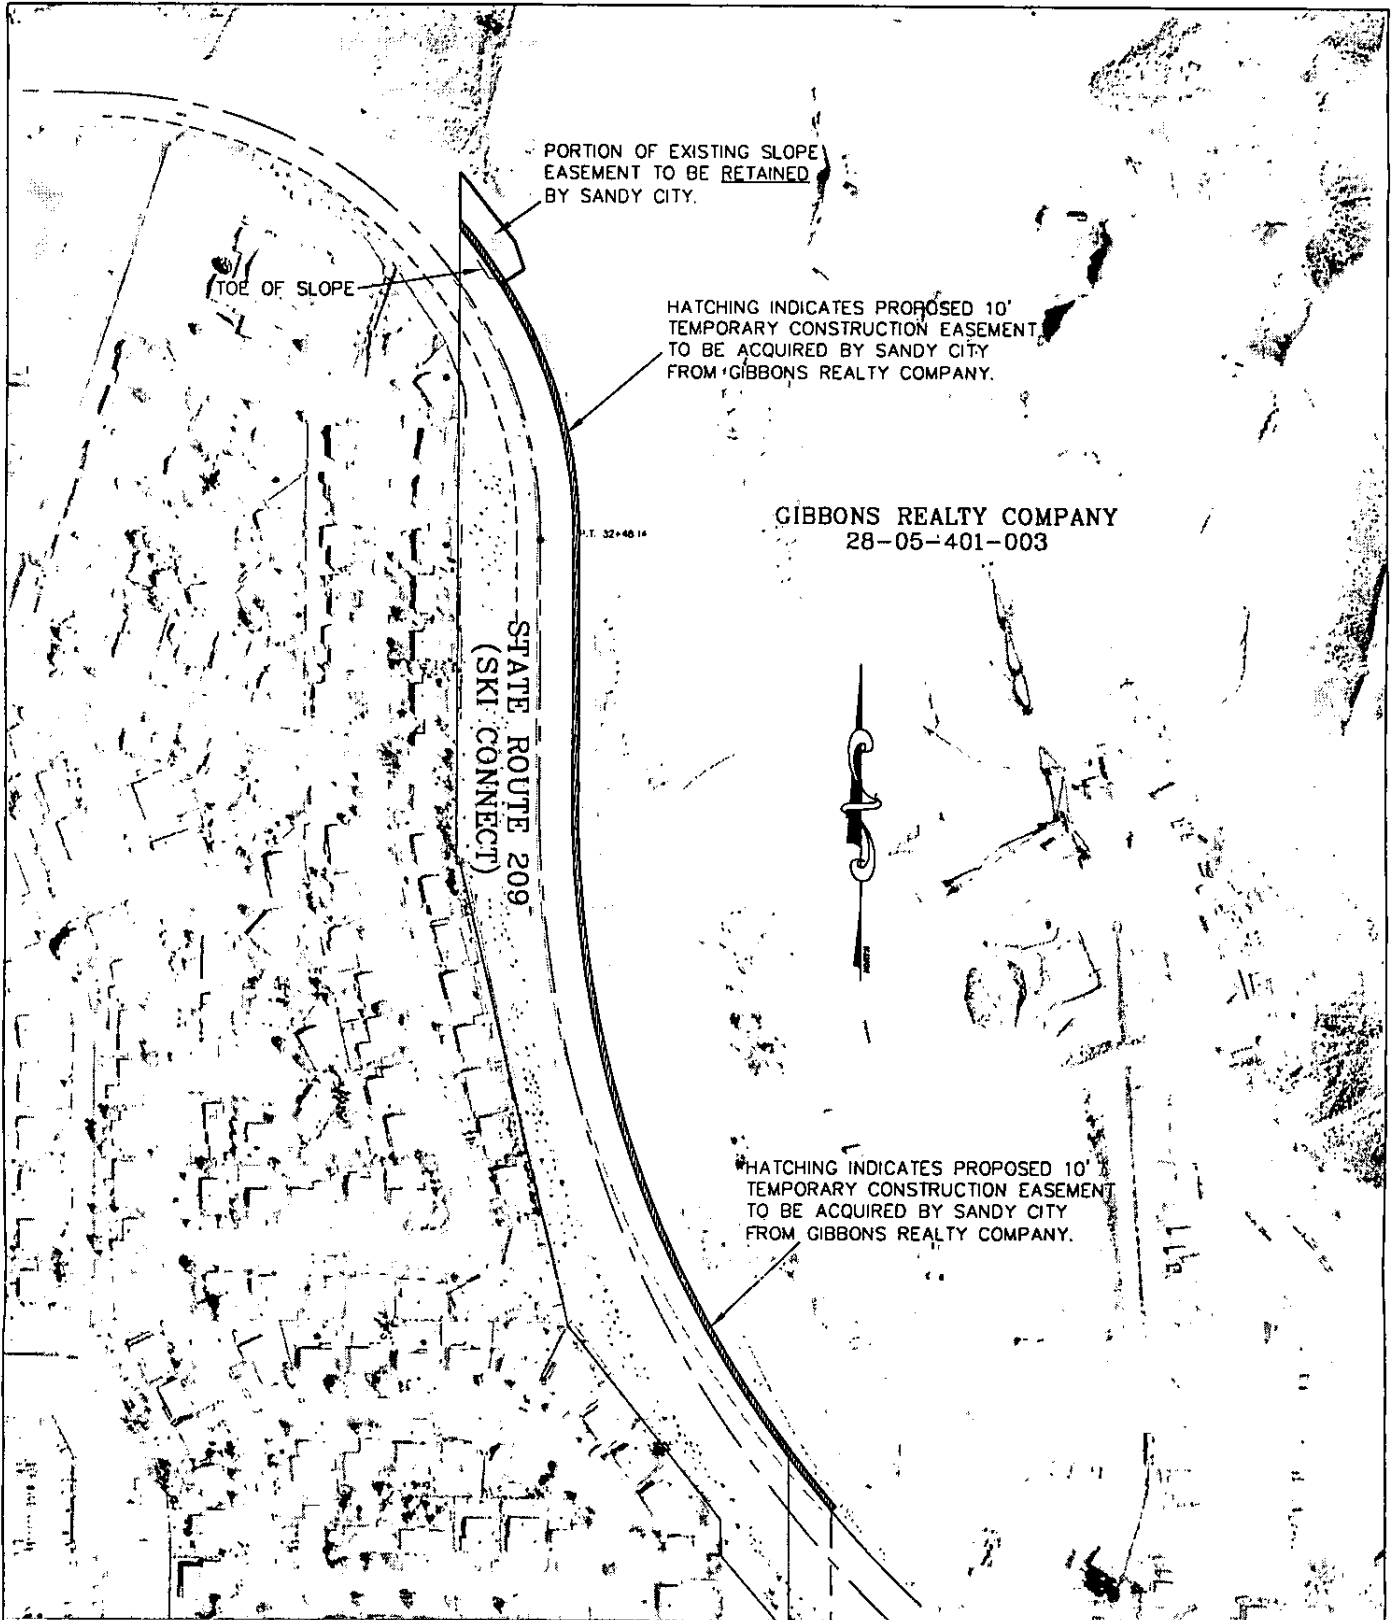 PORTION OF EXISTING SLOPE
EASEMENT TO BE RETAINED
BY SANDY CITY.
TOE OF SLOPE
HATCHING INDICATES PROPOSED 10'
TEMPORARY CONSTRUCTION EASEMENT
TO BE ACQUIRED BY SANDY CITY
FROM GIBBONS REALTY COMPANY.
GIBBONS REALTY COMPANY
28-05-401-003
P.T. 32+48.14
STATE ROUTE 209
(SKI CONNECT)
HATCHING INDICATES PROPOSED 10'
TEMPORARY CONSTRUCTION EASEMENT
TO BE ACQUIRED BY SANDY CITY
FROM GIBBONS REALTY COMPANY.